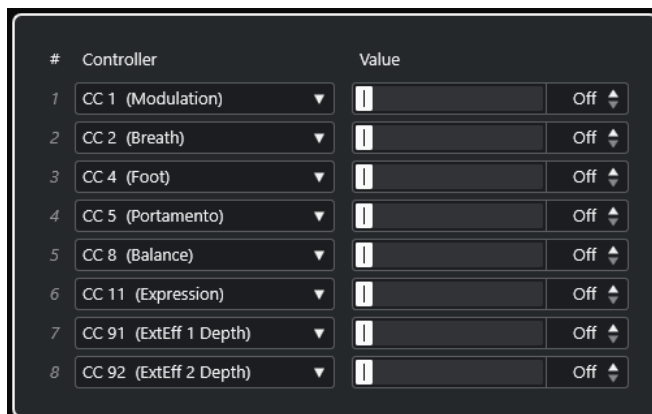 # Controller Value
1 CC 1 (Modulation) Off
2 CC 2 (Breath) Off
3 CC 4 (Foot) Off
4 CC 5 (Portamento) Off
5 CC 8 (Balance) Off
6 CC 11 (Expression) Off
7 CC 91 (ExtEff 1 Depth) Off
8 CC 92 (ExtEff 2 Depth) Off